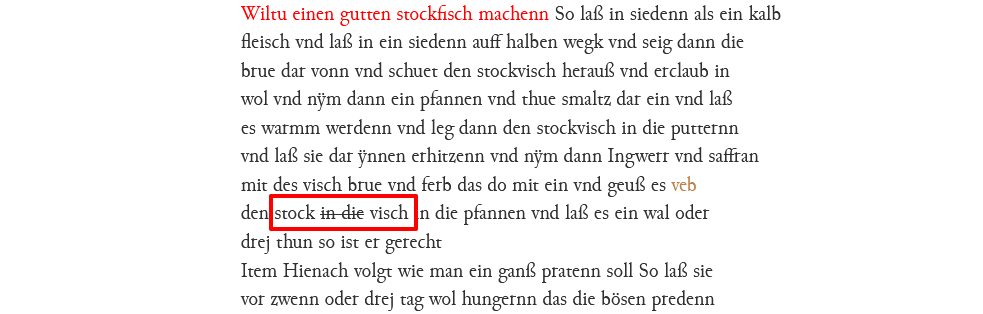 Wiltu einen gutten stockfisch machenn So laß in siedenn als ein kalb
fleisch vnd laß in ein siedenn auff halben wegk vnd seig dann die
brue dar vonn vnd schuet den stockvisch herauß vnd erclaub in
wol vnd nÿm dann ein pfannen vnd thue smaltz dar ein vnd laß
es warmm werdenn vnd leg dann den stockvisch in die putternn
vnd laß sie dar ÿnnen erhitzenn vnd nÿm dann Ingwerr vnd saffran
mit des visch brue vnd ferb das do mit ein vnd geuß es veb
den stock in die visch in die pfannen vnd laß es ein wal oder
drej thun so ist er gerecht
Item Hienach volgt wie man ein ganß pratenn soll So laß sie
vor zwenn oder drej tag wol hungernn das die bösen predenn